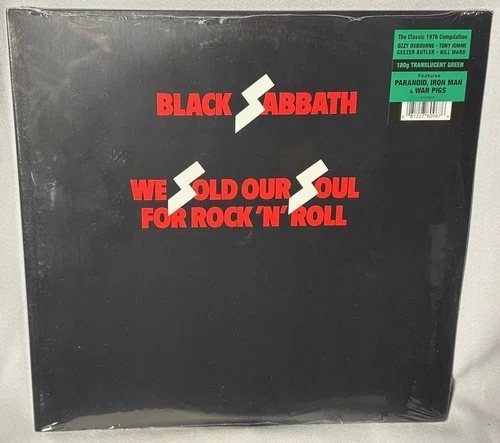 BLACK SABBATH
WE SOLD OUR SOUL
FOR ROCK 'N' ROLL
The Classic 1976 Compilation
OZZY OSBOURNE • TONY IOMMI
GEEZER BUTLER • BILL WARD
180g TRANSLUCENT GREEN
Features
PARANOID, IRON MAN
& WAR PIGS